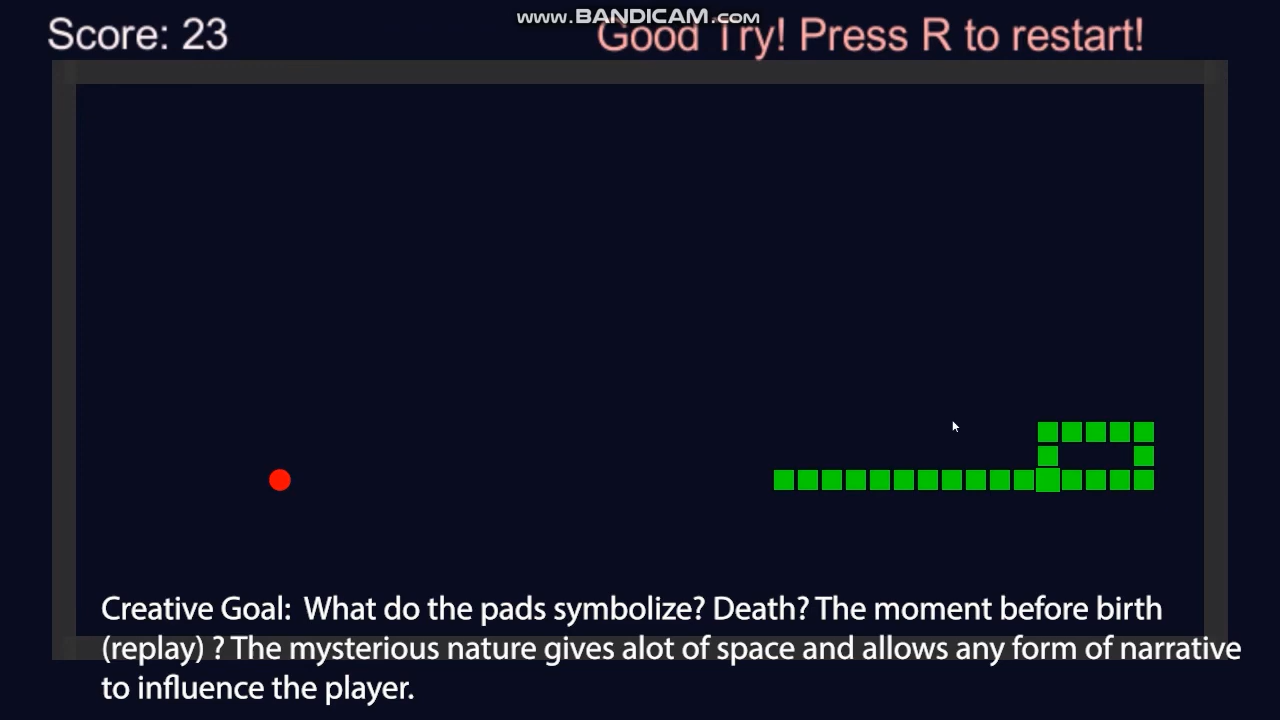 www.BANDICAM.com
Score: 23
Good Try! Press R to restart!
Creative Goal:  What do the pads symbolize? Death? The moment before birth
(replay) ? The mysterious nature gives alot of space and allows any form of narrative
to influence the player.